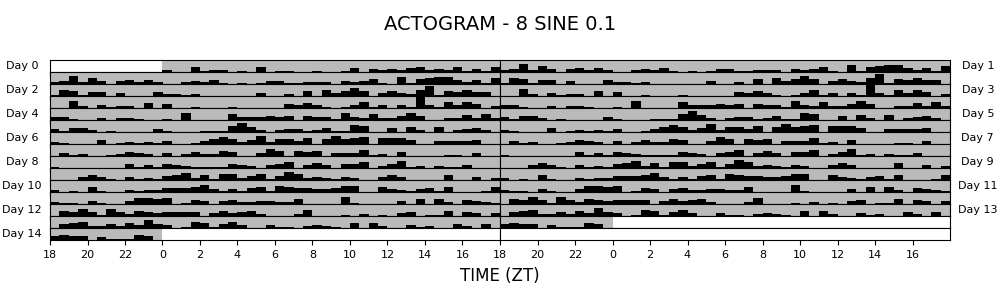 ACTOGRAM - 8 SINE 0.1
Day 0
Day 1
Day 2
Day 3
Day 4
Day 5
Day 6
Day 7
Day 8
Day 9
Day 10
Day 11
Day 12
Day 13
Day 14
18 20 22 0 2 4 6 8 10 12 14 16 18 20 22 0 2 4 6 8 10 12 14 16
TIME (ZT)